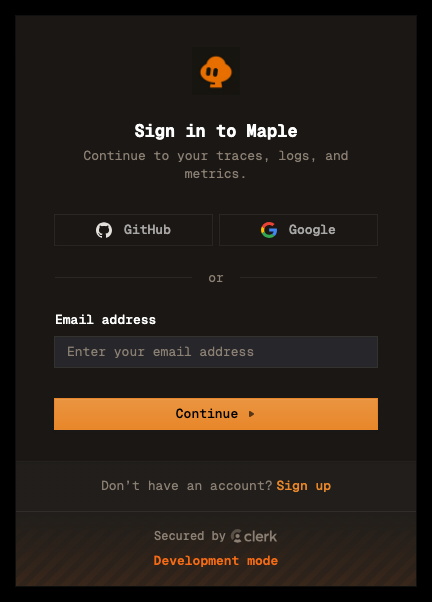 Sign in to Maple
Continue to your traces, logs, and
metrics.
GitHub
Google
or
Email address
Enter your email address
Continue
Don’t have an account? Sign up
Secured by clerk
Development mode